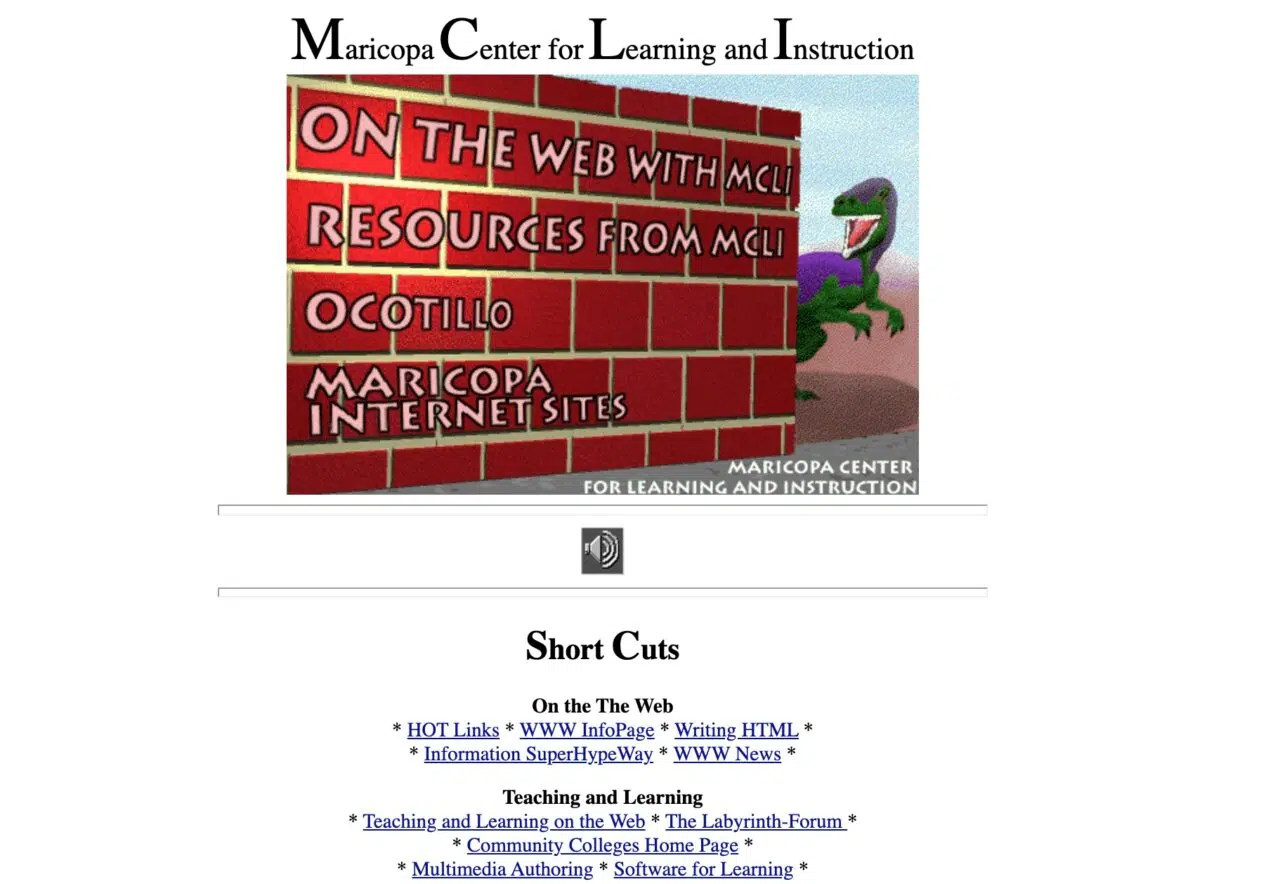 Maricopa Center for Learning and Instruction
ON THE WEB WITH MCLI
RESOURCES FROM MCLI
OCOTILLO
MARICOPA
INTERNET SITES
MARICOPA CENTER
FOR LEARNING AND INSTRUCTION
Short Cuts
On the The Web
* HOT Links * WWW InfoPage * Writing HTML *
* Information SuperHypeWay * WWW News *
Teaching and Learning
* Teaching and Learning on the Web * The Labyrinth-Forum *
* Community Colleges Home Page *
* Multimedia Authoring * Software for Learning *